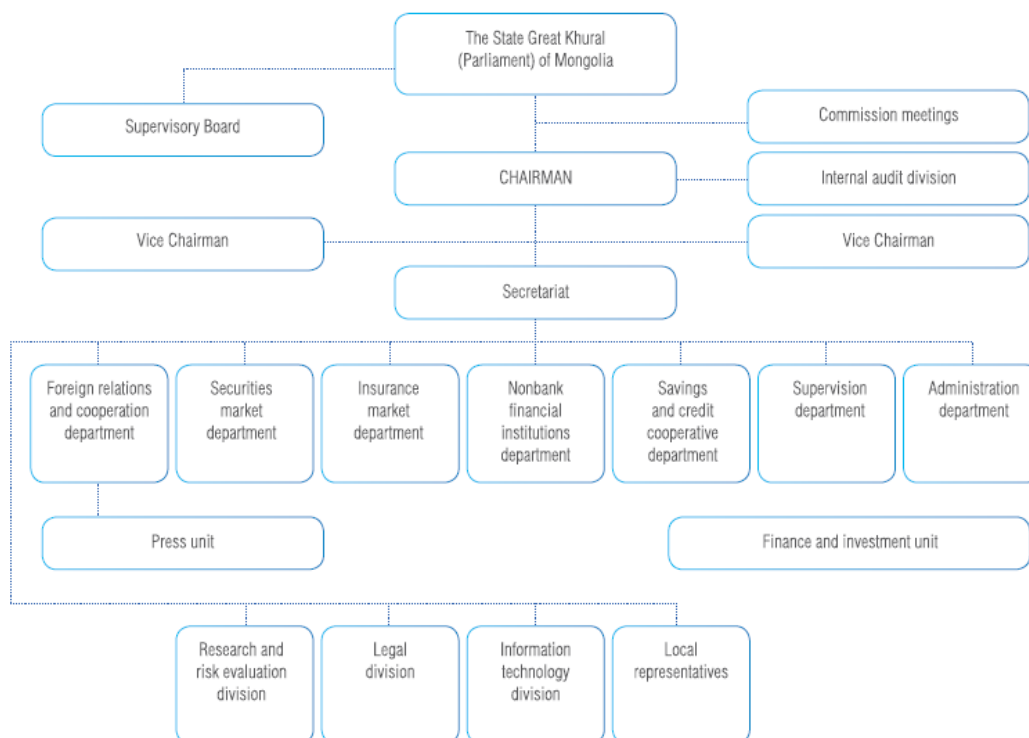 The State Great Khural
(Parliament) of Mongolia
Supervisory Board
Commission meetings
CHAIRMAN
Internal audit division
Vice Chairman
Vice Chairman
Secretariat
Foreign relations
and cooperation
department
Securities
market
department
Insurance
market
department
Nonbank
financial
institutions
department
Savings
and credit
cooperative
department
Supervision
department
Administration
department
Press unit
Finance and investment unit
Research and
risk evaluation
division
Legal
division
Information
technology
division
Local
representatives